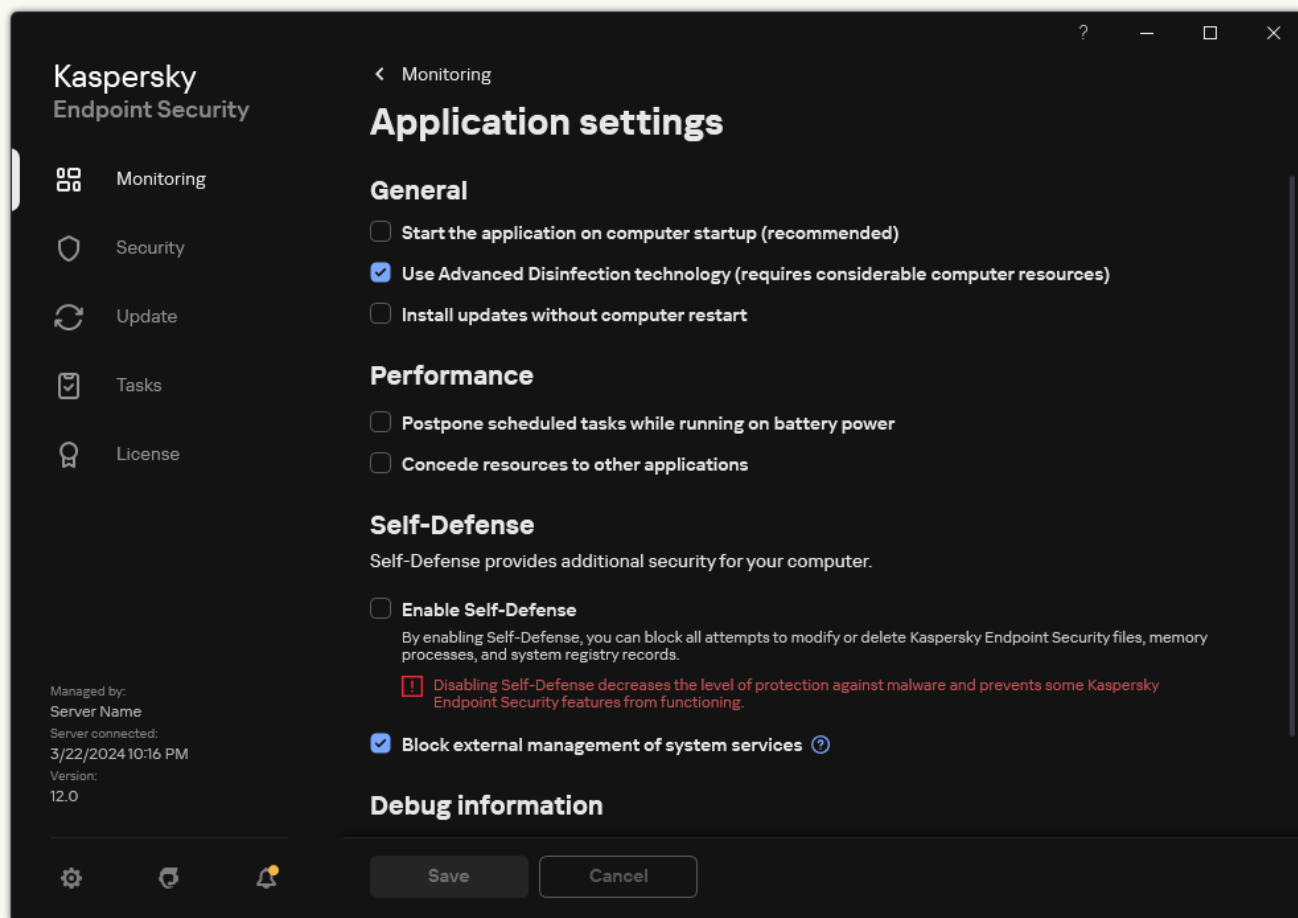 ?
Kaspersky
Endpoint Security
Monitoring
Security
Update
Tasks
License
Managed by:
Server Name
Server connected:
3/22/2024 10:16 PM
Version:
12.0
Monitoring
Application settings
General
Start the application on computer startup (recommended)
Use Advanced Disinfection technology (requires considerable computer resources)
Install updates without computer restart
Performance
Postpone scheduled tasks while running on battery power
Concede resources to other applications
Self-Defense
Self-Defense provides additional security for your computer.
Enable Self-Defense
By enabling Self-Defense, you can block all attempts to modify or delete Kaspersky Endpoint Security files, memory
processes, and system registry records.
! Disabling Self-Defense decreases the level of protection against malware and prevents some Kaspersky
Endpoint Security features from functioning.
Block external management of system services ?
Debug information
Save
Cancel